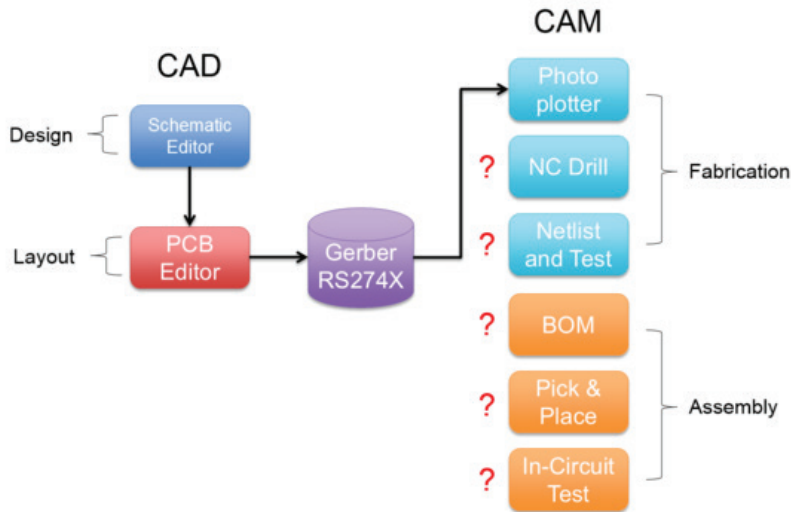 CAD
CAM
Design
Schematic
Editor
Layout
PCB
Editor
Gerber
RS274X
Photo
plotter
?
NC Drill
?
Netlist
and Test
Fabrication
?
BOM
?
Pick &
Place
?
In-Circuit
Test
Assembly